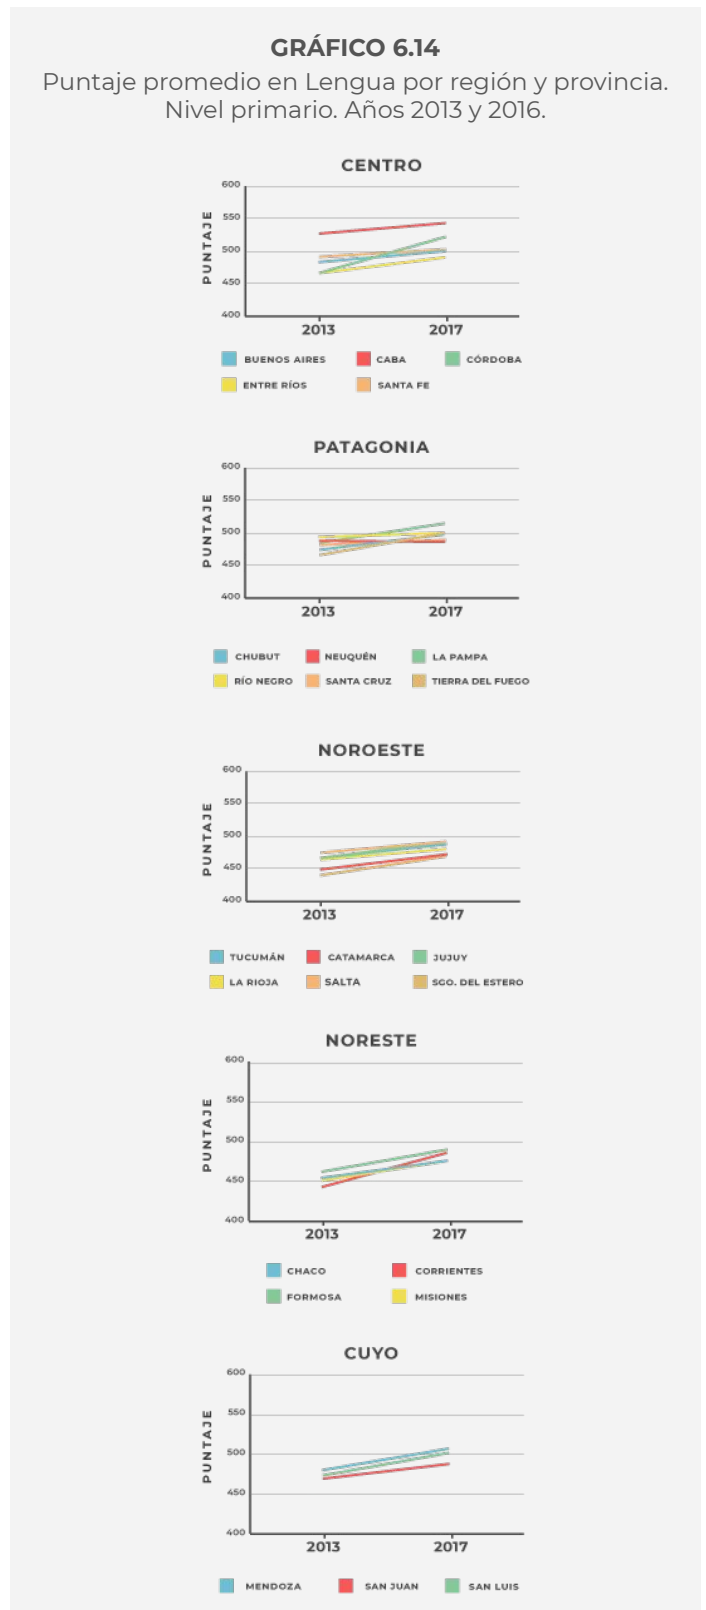 GRÁFICO 6.14
Puntaje promedio en Lengua por región y provincia.
Nivel primario. Años 2013 y 2016.
CENTRO
PUNTAJE
600
550
500
450
400
2013 2017
BUENOS AIRES CABA CÓRDOBA
ENTRE RÍOS SANTA FE
PATAGONIA
PUNTAJE
600
550
500
450
400
2013 2017
CHUBUT NEUQUÉN LA PAMPA
RÍO NEGRO SANTA CRUZ TIERRA DEL FUEGO
NOROESTE
PUNTAJE
600
550
500
450
400
2013 2017
TUCUMÁN CATAMARCA JUJUY
LA RIOJA SALTA SGO. DEL ESTERO
NORESTE
PUNTAJE
600
550
500
450
400
2013 2017
CHACO CORRIENTES
FORMOSA MISIONES
CUYO
PUNTAJE
600
550
500
450
400
2013 2017
MENDOZA SAN JUAN SAN LUIS